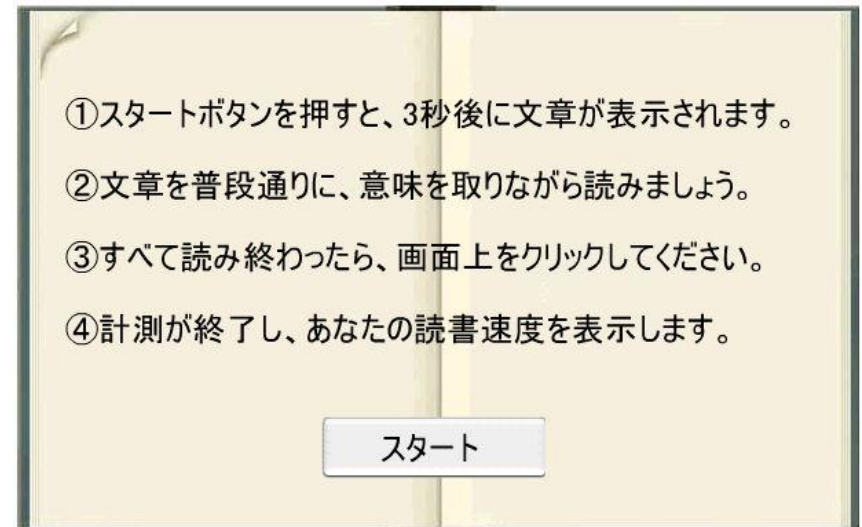 ①スタートボタンを押すと、3秒後に文章が表示されます。
②文章を普段通りに、意味を取りながら読みましょう。
③すべて読み終わったら、画面上をクリックしてください。
④計測が終了し、あなたの読書速度を表示します。
スタート